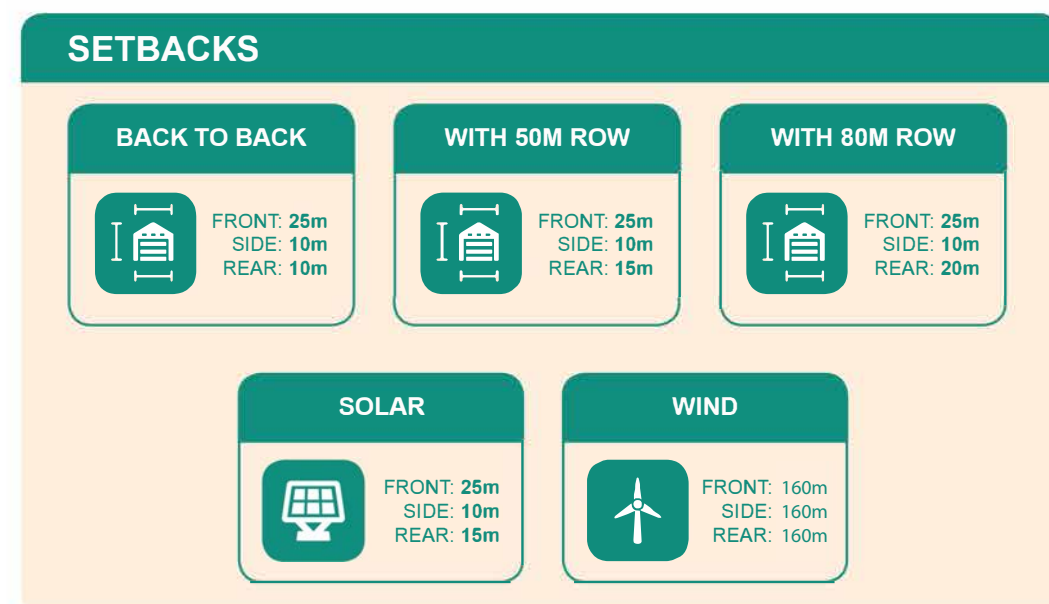 SETBACKS
BACK TO BACK
FRONT: 25m
SIDE: 10m
REAR: 10m
WITH 50M ROW
FRONT: 25m
SIDE: 10m
REAR: 15m
WITH 80M ROW
FRONT: 25m
SIDE: 10m
REAR: 20m
SOLAR
FRONT: 25m
SIDE: 10m
REAR: 15m
WIND
FRONT: 160m
SIDE: 160m
REAR: 160m